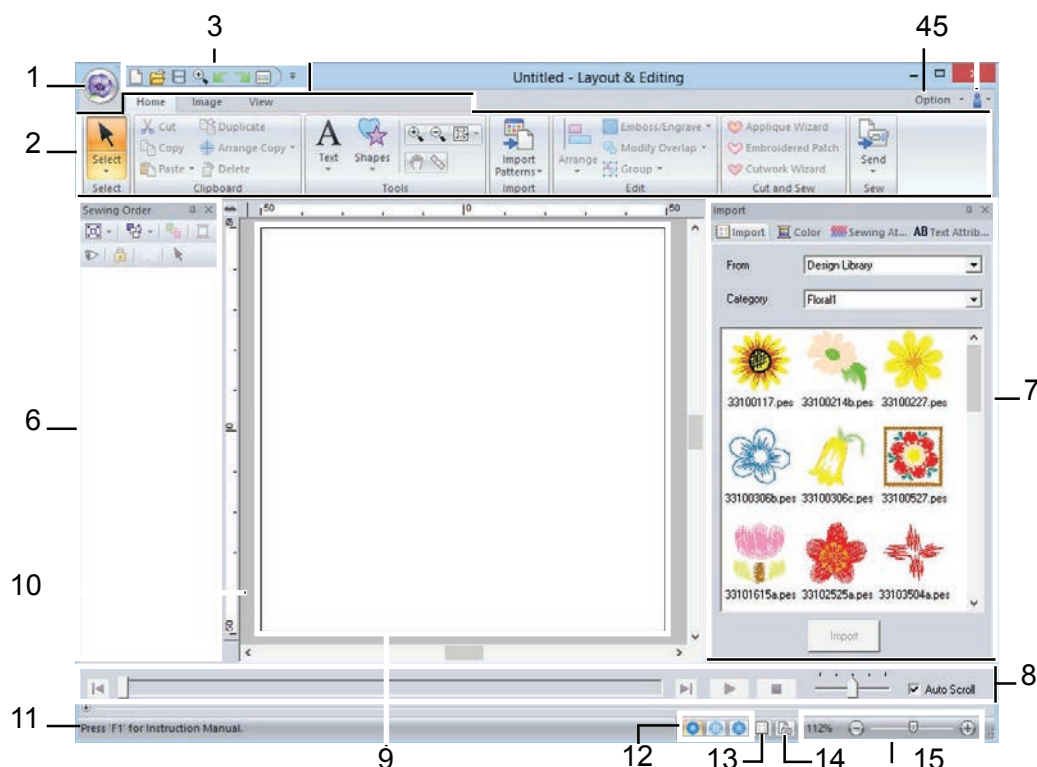 3
45
1
Untitled - Layout & Editing
Home Image View
Option
2
Select
Cut
Duplicate
Copy
Arrange Copy
Paste
Delete
Text
Shapes
Import
Patterns
Arrange
Emboss/Engrave
Modify Overlap
Group
Applique Wizard
Embroidered Patch
Cutwork Wizard
Send
Select
Clipboard
Tools
Import
Edit
Cut and Sew
Sew
Sewing Order
50
0
50
Import
Import
Color
Sewing At...
AB Text Attrib...
From
Design Library
Category
Floral1
33100117.pes 33100214b.pes 33100227.pes
7
6
0
33100306b.pes 33100306c.pes 33100527.pes
10
33101615a.pes 33102525a.pes 33103504a.pes
50
Import
8
Auto Scroll
11
Press 'F1' for Instruction Manual.
112%
9
12
13
14
15